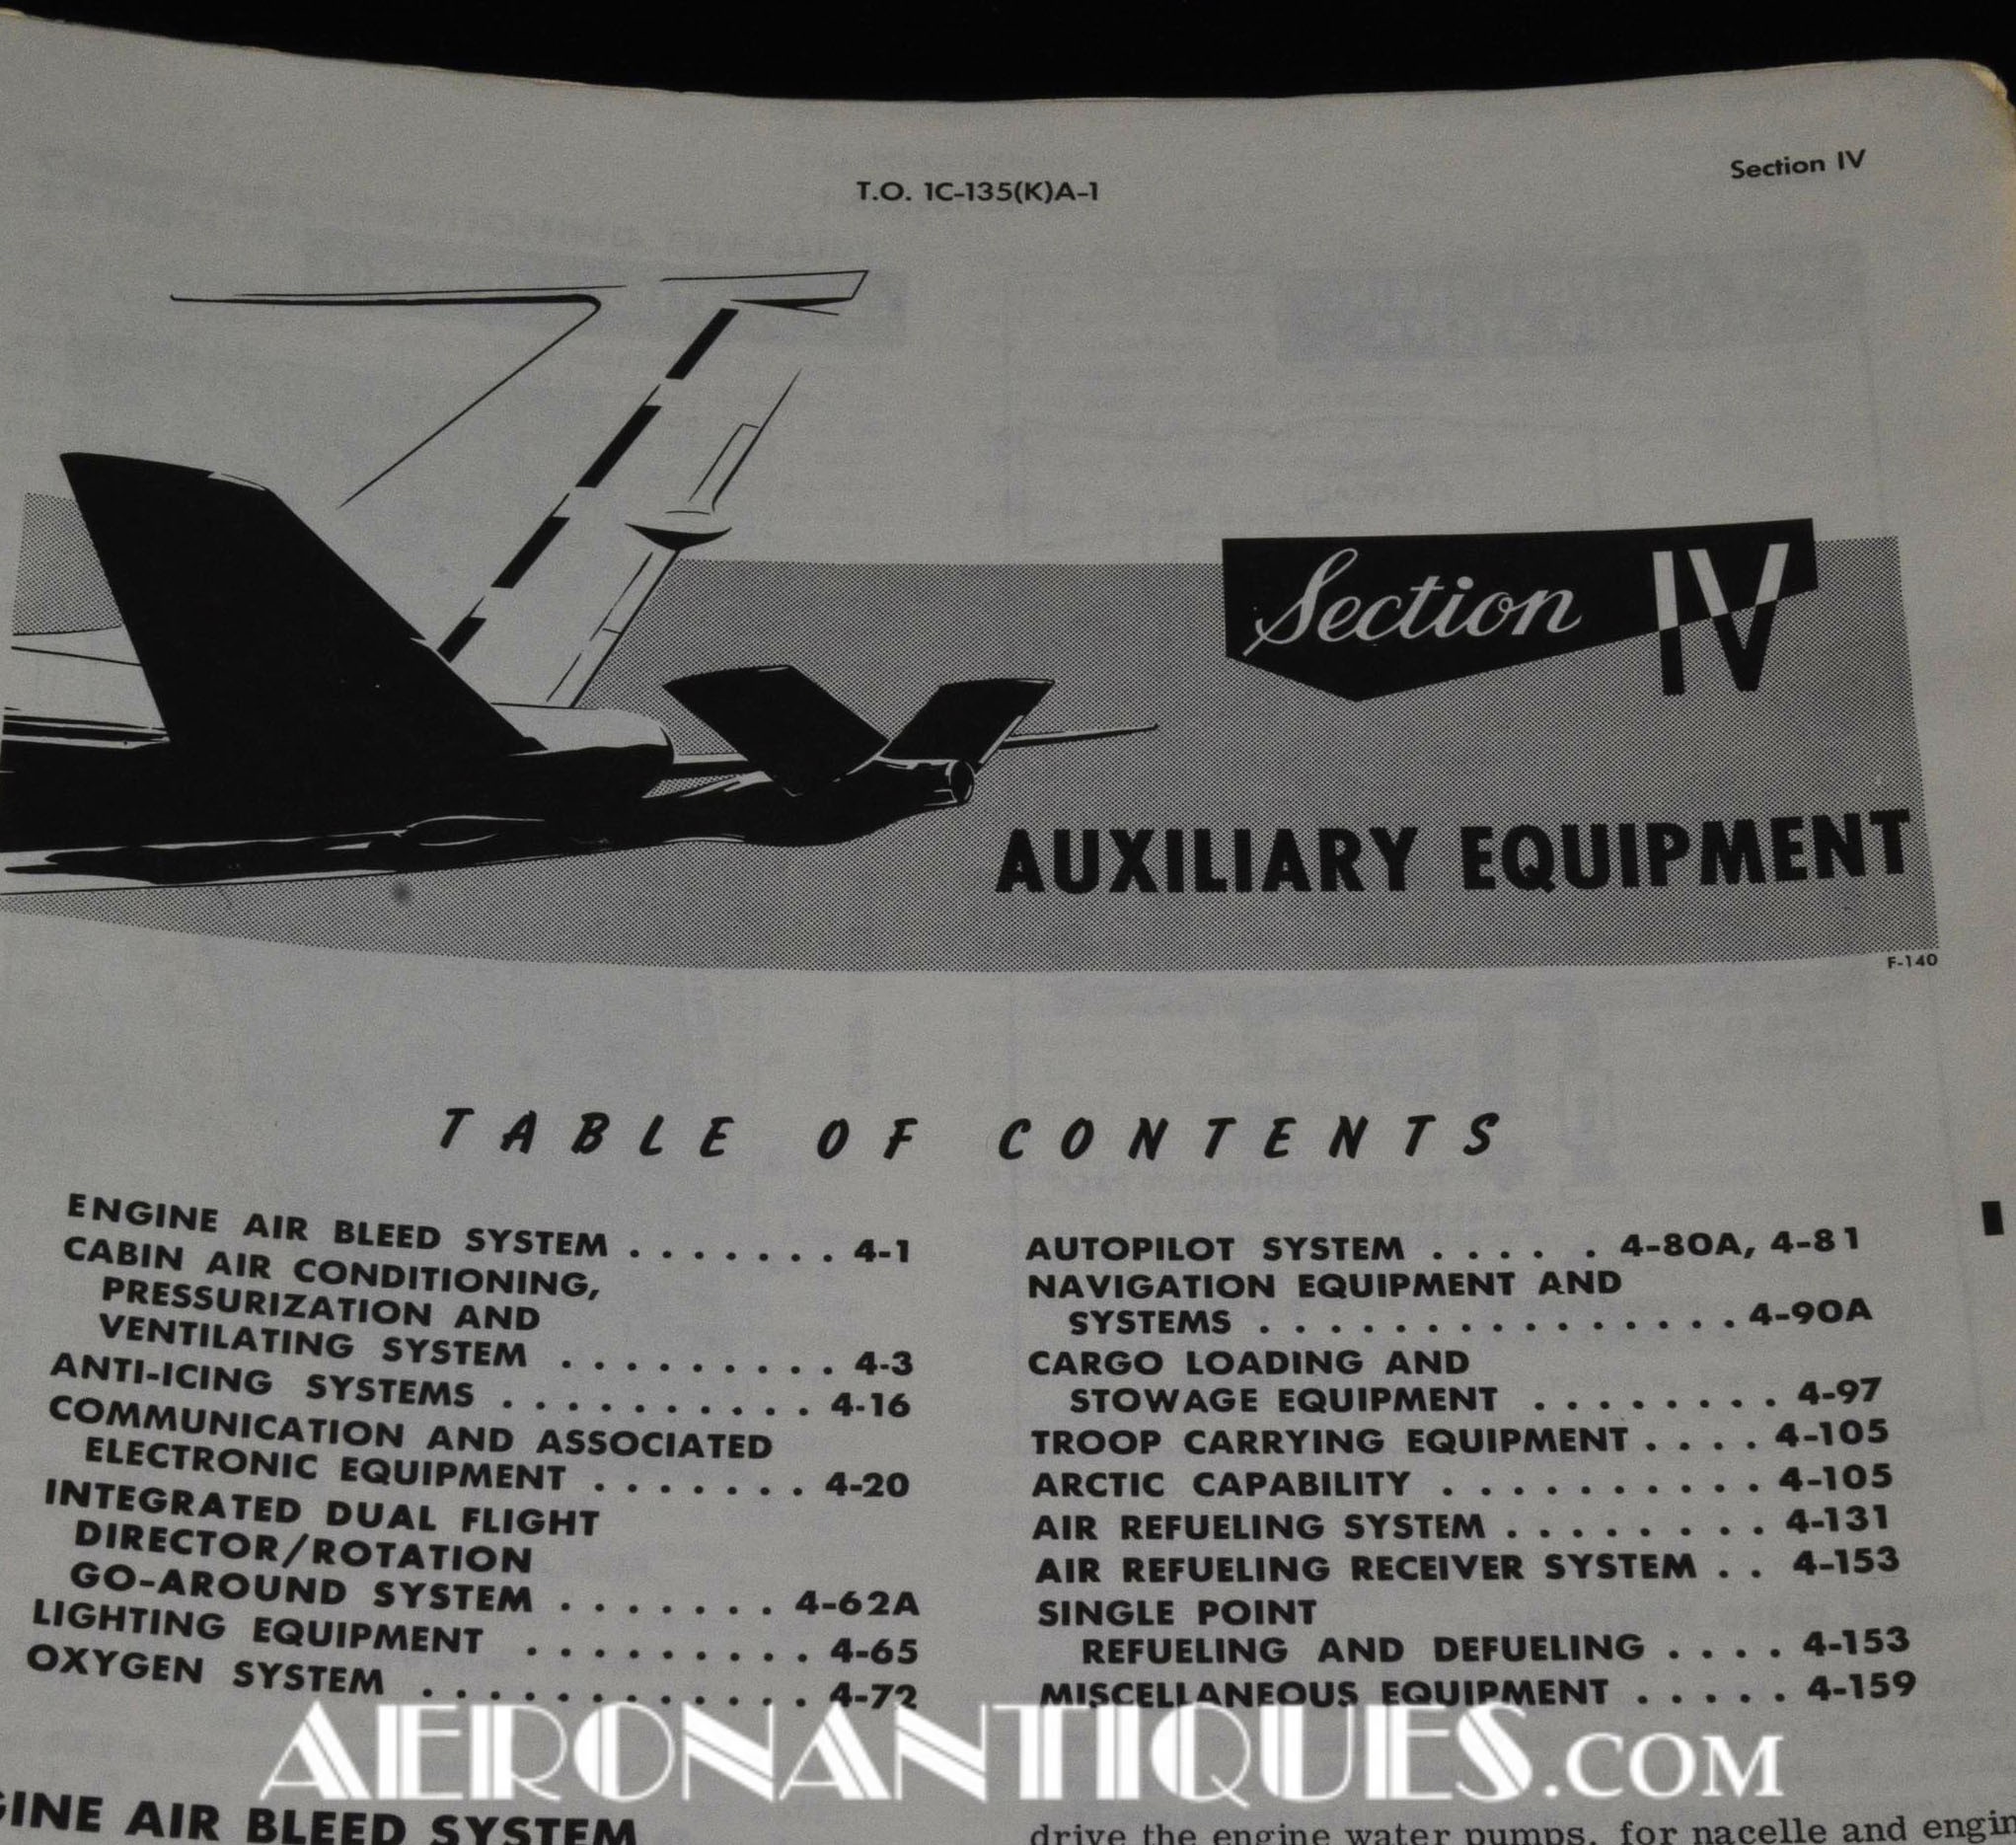 T.O. 1C-135(K)A-1
Section IV
Section IV
AUXILIARY EQUIPMENT
F-140
TABLE OF CONTENTS
ENGINE AIR BLEED SYSTEM . . . . . . . 4-1
CABIN AIR CONDITIONING,
PRESSURIZATION AND
VENTILATING SYSTEM . . . . . . . . . . 4-3
ANTI-ICING SYSTEMS . . . . . . . . . . . 4-16
COMMUNICATION AND ASSOCIATED
ELECTRONIC EQUIPMENT . . . . . . . 4-20
INTEGRATED DUAL FLIGHT
DIRECTOR/ROTATION
GO-AROUND SYSTEM . . . . . . . 4-62A
LIGHTING EQUIPMENT . . . . . . . . . . 4-65
OXYGEN SYSTEM . . . . . . . . . . . . 4-72
AUTOPILOT SYSTEM . . . . . 4-80A, 4-81
NAVIGATION EQUIPMENT AND
SYSTEMS . . . . . . . . . . . . . . . . . 4-90A
CARGO LOADING AND
STOWAGE EQUIPMENT . . . . . . . . . 4-97
TROOP CARRYING EQUIPMENT . . . . 4-105
ARCTIC CAPABILITY . . . . . . . . . . . . 4-105
AIR REFUELING SYSTEM . . . . . . . . . 4-131
AIR REFUELING RECEIVER SYSTEM . . 4-153
SINGLE POINT
REFUELING AND DEFUELING . . . . 4-153
MISCELLANEOUS EQUIPMENT . . . . . 4-159
AERONANTIQUES.COM
AIR BLEED SYSTEM
drive the engine water pumps, for nacelle and